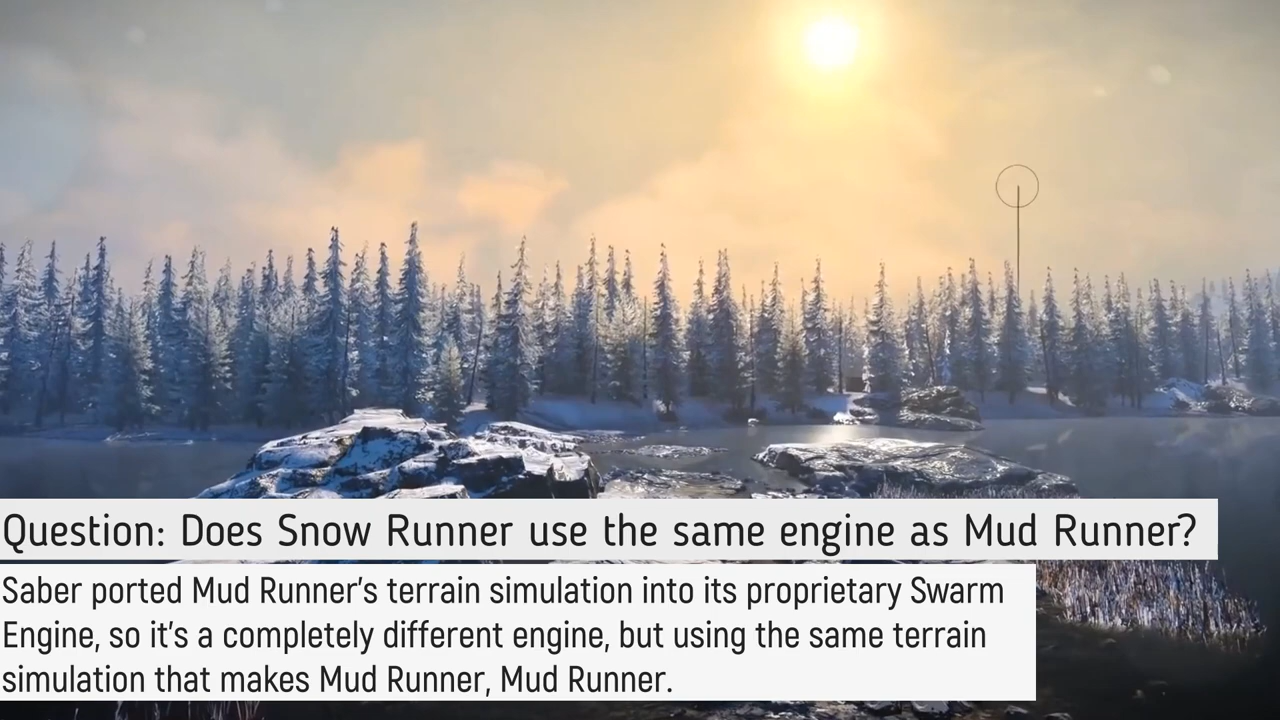 Question: Does Snow Runner use the same engine as Mud Runner?
Saber ported Mud Runner's terrain simulation into its proprietary Swarm
Engine, so it's a completely different engine, but using the same terrain
simulation that makes Mud Runner, Mud Runner.